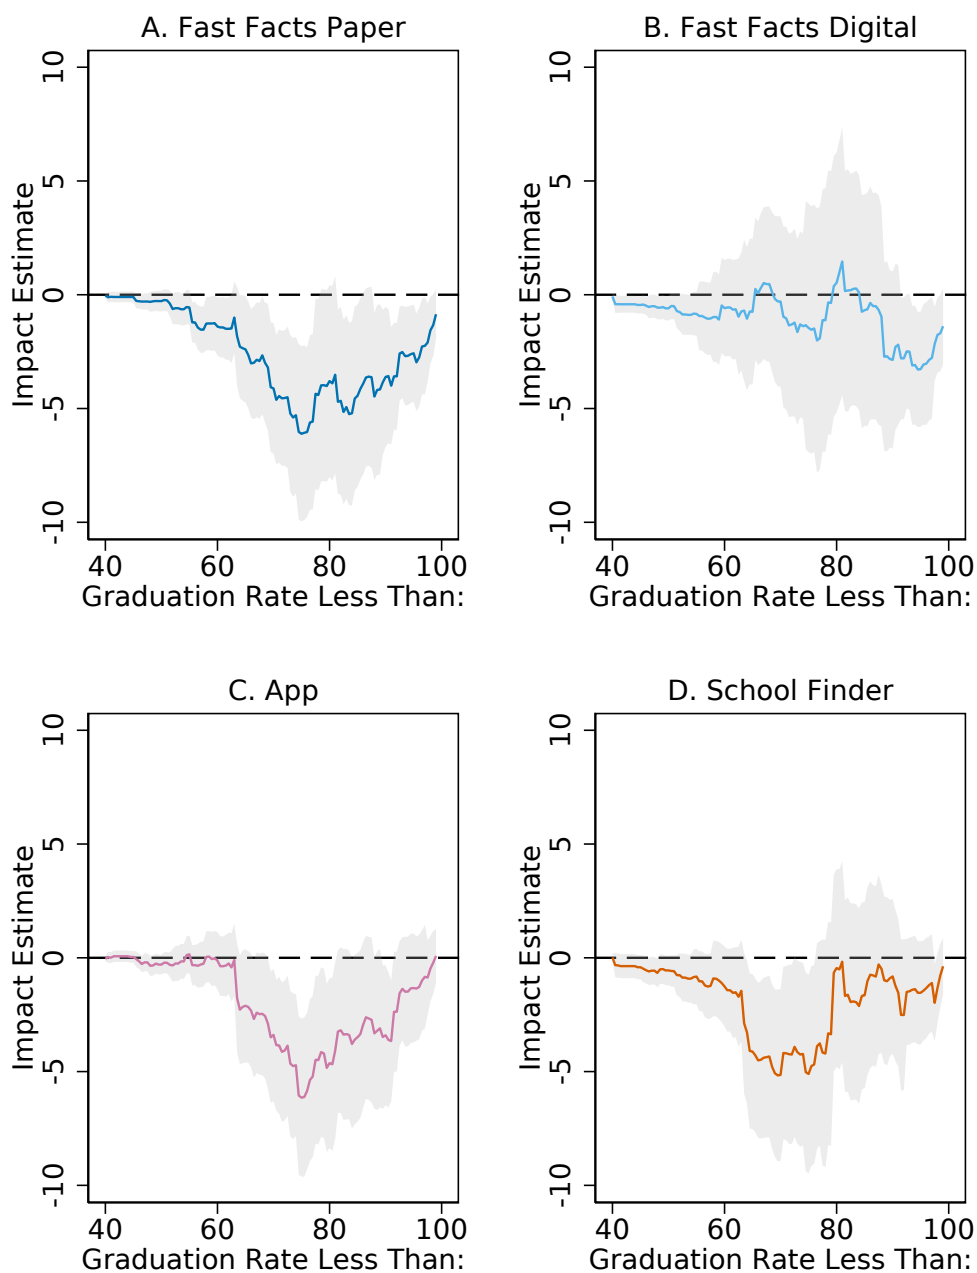 A. Fast Facts Paper
10
5
0
-5
-10
Impact Estimate
40 60 80 100
Graduation Rate Less Than:
B. Fast Facts Digital
10
5
0
-5
-10
Impact Estimate
40 60 80 100
Graduation Rate Less Than:
C. App
10
5
0
-5
-10
Impact Estimate
40 60 80 100
Graduation Rate Less Than:
D. School Finder
10
5
0
-5
-10
Impact Estimate
40 60 80 100
Graduation Rate Less Than: